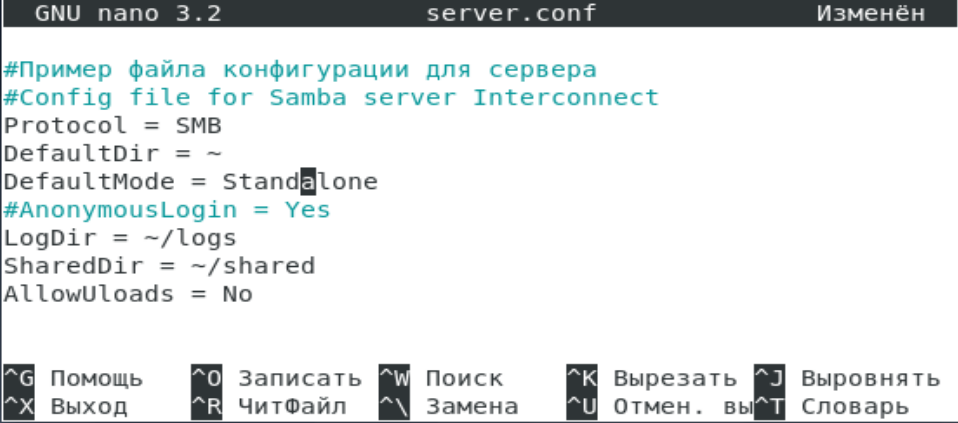 GNU nano 3.2 server.conf Изменён
#Пример файла конфигурации для сервера
#Config file for Samba server Interconnect
Protocol = SMB
DefaultDir = ~
DefaultMode = Standalone
#AnonymousLogin = Yes
LogDir = ~/logs
SharedDir = ~/shared
AllowUloads = No
^G Помощь ^O Записать ^W Поиск ^K Вырезать ^J Выровнять
^X Выход ^R ЧитФайл ^\ Замена ^U Отмен. вы^T Словарь